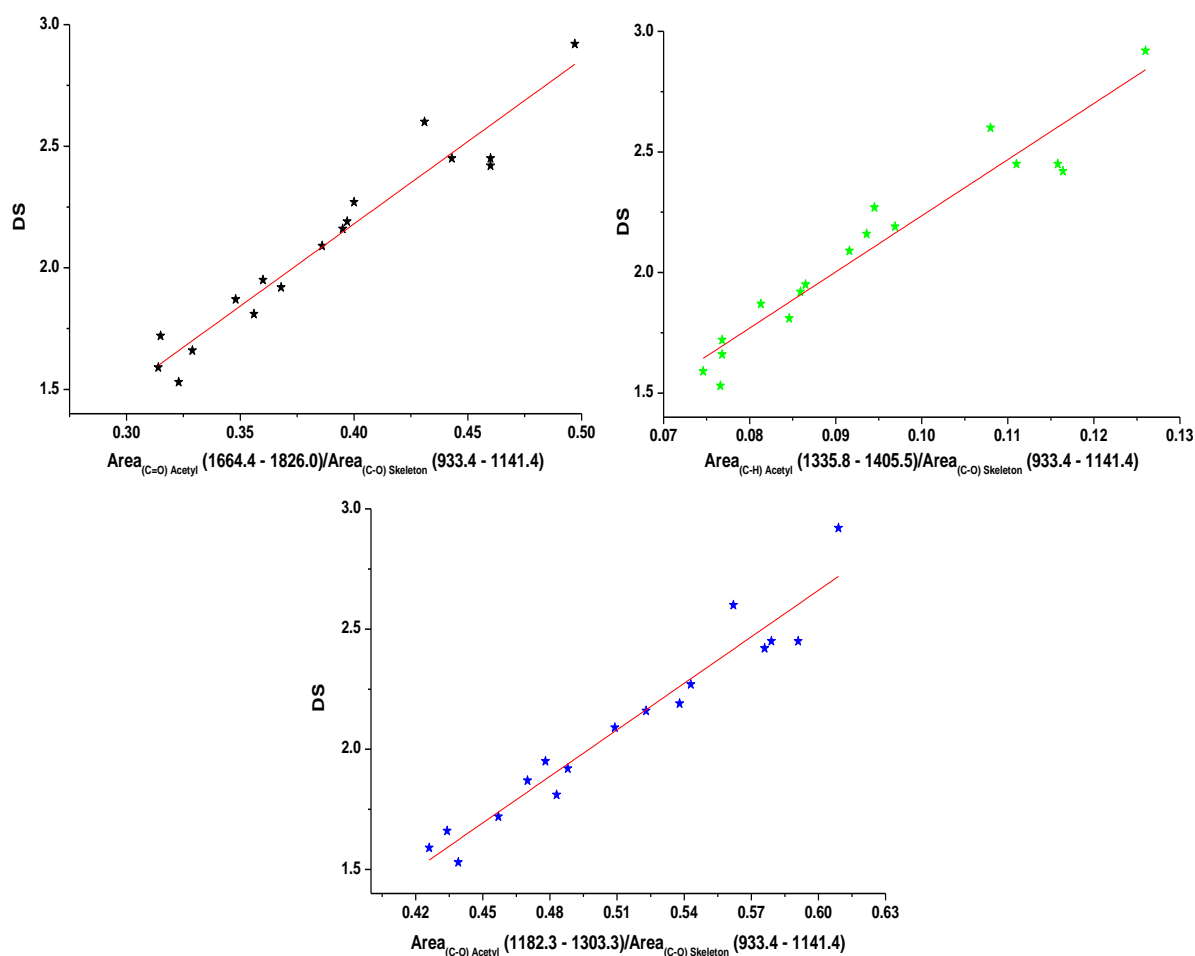 3.0
2.5
2.0
1.5
DS
0.30 0.35 0.40 0.45 0.50
Area(C=O) Acetyl (1664.4 - 1826.0)/Area(C-O) Skeleton (933.4 - 1141.4)
3.0
2.5
2.0
1.5
DS
0.07 0.08 0.09 0.10 0.11 0.12 0.13
Area(C-H) Acetyl (1335.8 - 1405.5)/Area(C-O) Skeleton (933.4 - 1141.4)
3.0
2.5
2.0
1.5
DS
0.42 0.45 0.48 0.51 0.54 0.57 0.60 0.63
Area(C-O) Acetyl (1182.3 - 1303.3)/Area(C-O) Skeleton (933.4 - 1141.4)